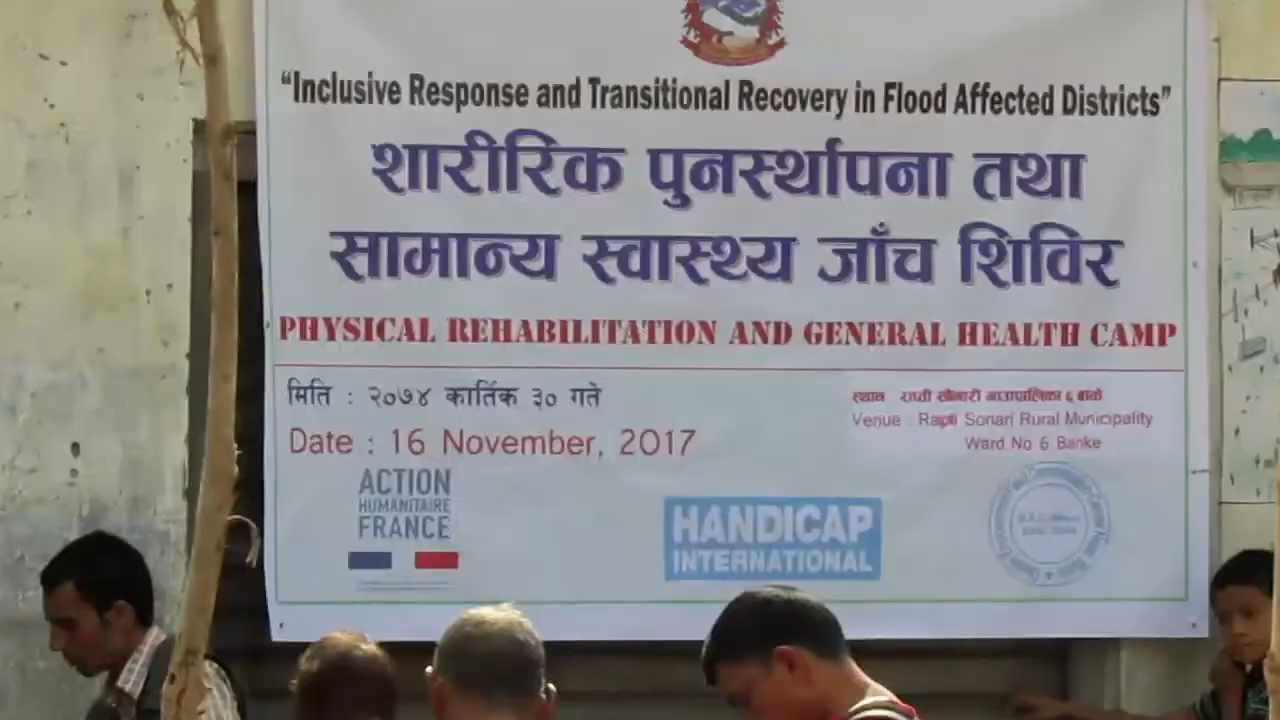 “Inclusive Response and Transitional Recovery in Flood Affected Districts”
शारीरिक पुनर्स्थापना तथा
सामान्य स्वास्थ्य जाँच शिविर
PHYSICAL REHABILITATION AND GENERAL HEALTH CAMP
मिति : २०७४ कार्तिक ३० गते
Date : 16 November, 2017
स्थान राप्ती सोनारी गाउपालिका ६ बाँके
Venue : Rapti Sonari Rural Municipality
Ward No 6 Banke
ACTION
HUMANITAIRE
FRANCE
HANDICAP
INTERNATIONAL